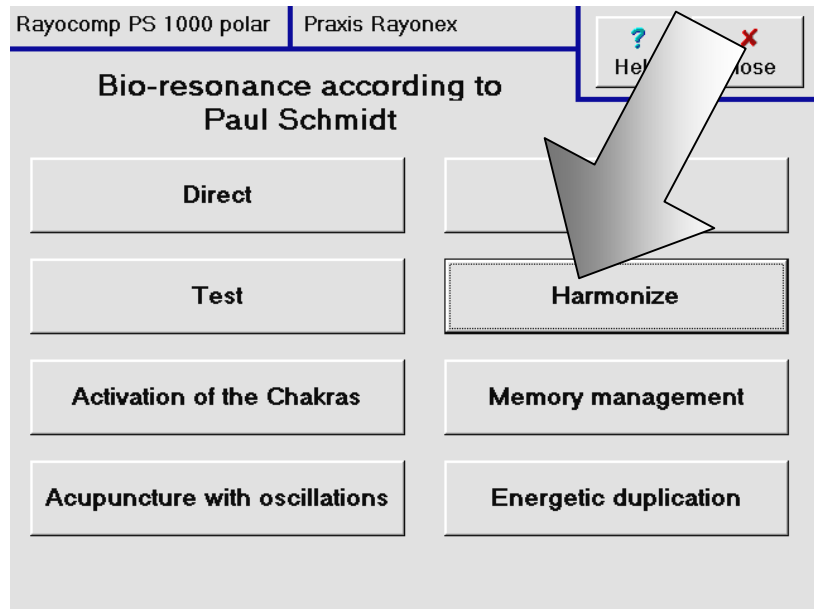 Rayocomp PS 1000 polar
Praxis Rayonex
Bio-resonance according to
Paul Schmidt
Direct
Test
Harmonize
Activation of the Chakras
Memory management
Acupuncture with oscillations
Energetic duplication